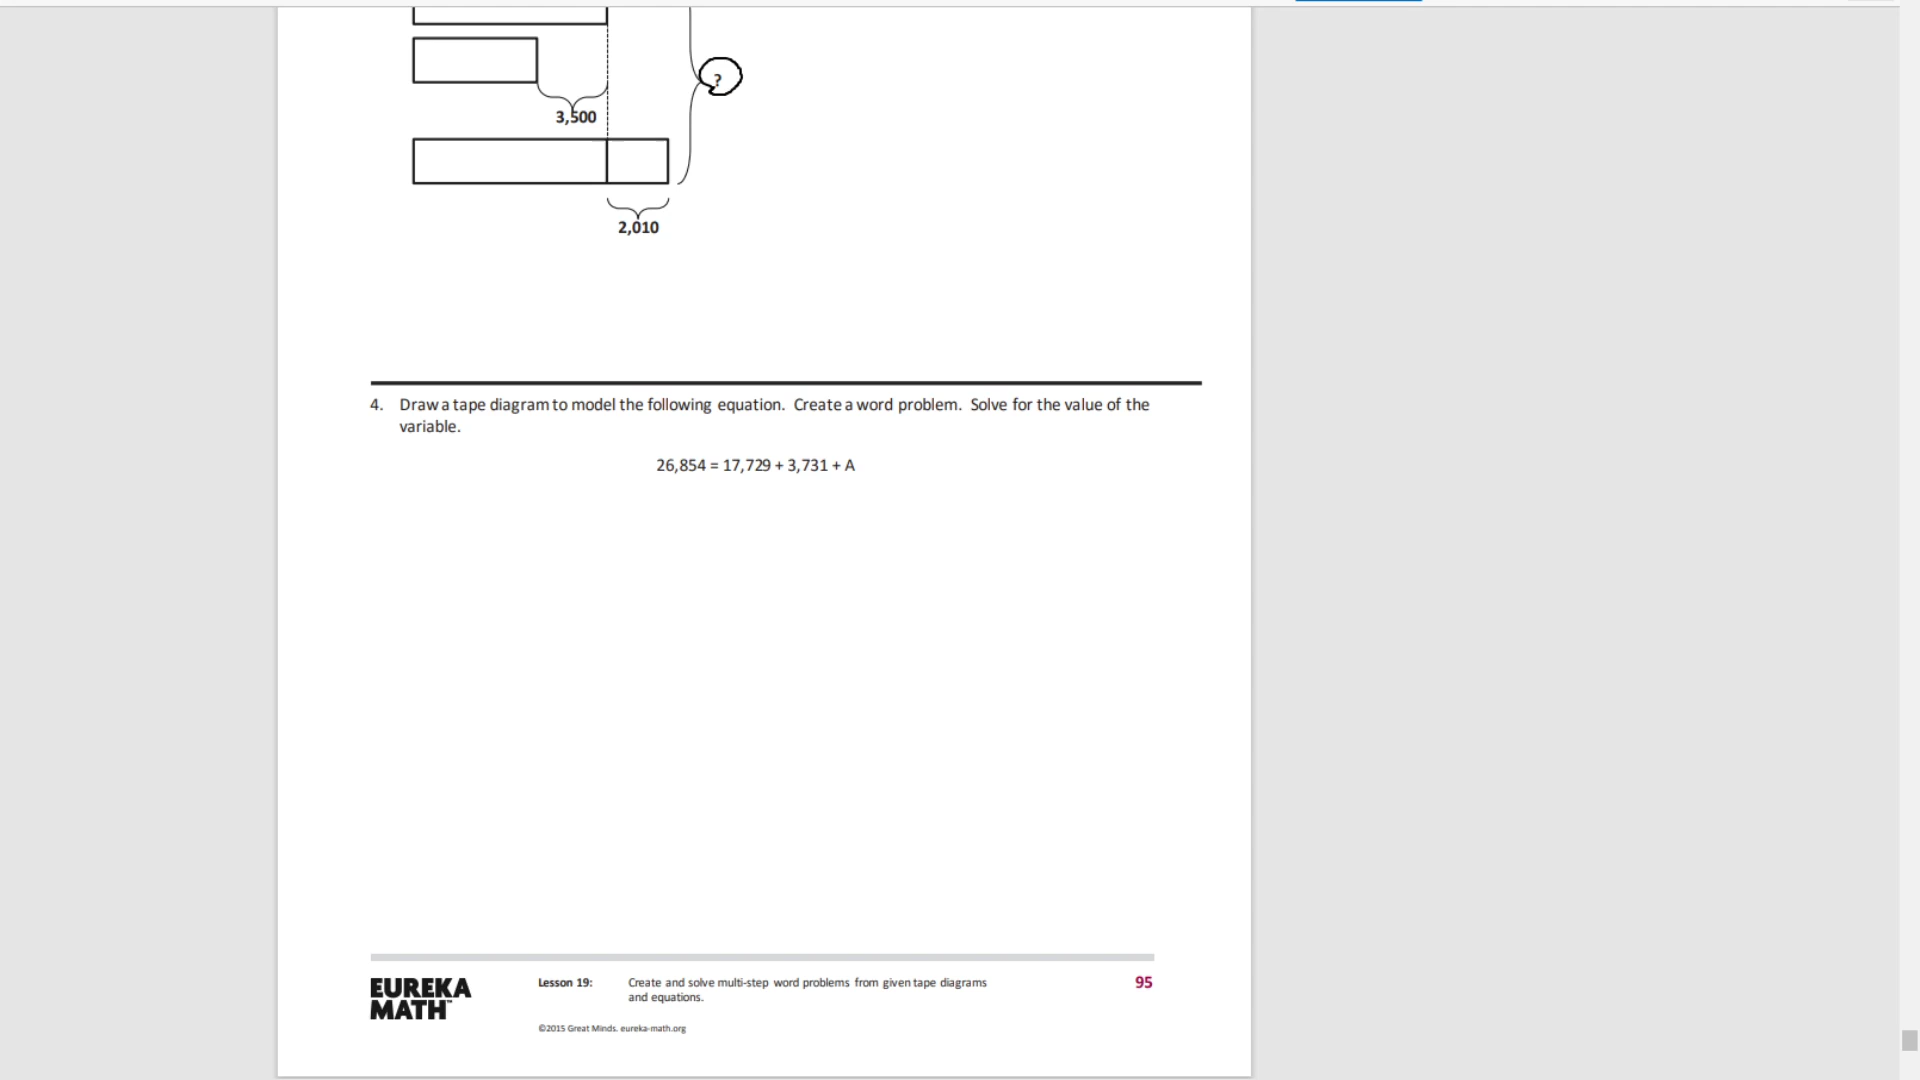 ?
3,500
2,010
4. Draw a tape diagram to model the following equation. Create a word problem. Solve for the value of the
variable.
26,854 = 17,729 + 3,731 + A
EUREKA
MATH™
Lesson 19: Create and solve multi-step word problems from given tape diagrams
and equations.
95
©2015 Great Minds. eureka-math.org